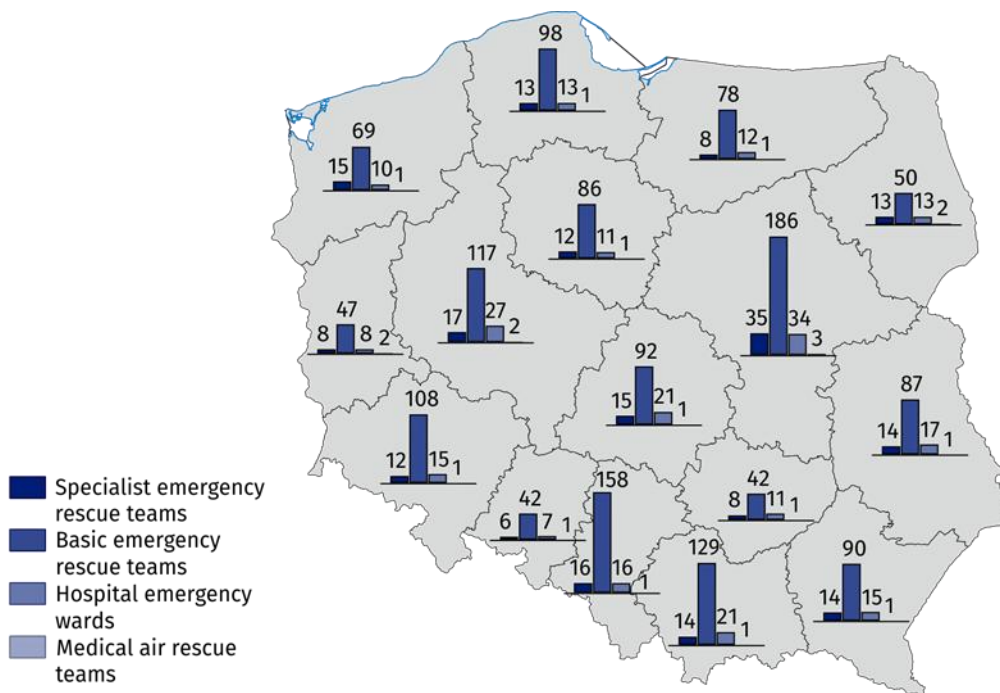 98
13 13 1
78
8 12 1
69
15 10 1
50
13 13 2
86
12 11 1
186
35 34 3
117
17 27 2
47
8 8 2
92
15 21 1
87
14 17 1
108
12 15 1
158
16 16 1
42
6 7 1
42
8 11 1
129
14 21 1
90
14 15 1
Specialist emergency
rescue teams
Basic emergency
rescue teams
Hospital emergency
wards
Medical air rescue
teams